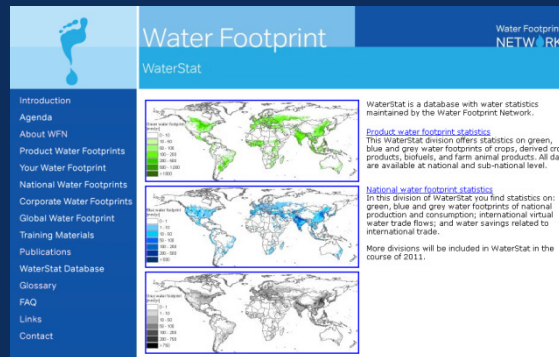 Water Footprint
WaterStat
Water Footprin
NETWORK
Introduction
Agenda
About WFN
Product Water Footprints
Your Water Footprint
National Water Footprints
Corporate Water Footprints
Global Water Footprint
Training Materials
Publications
WaterStat Database
Glossary
FAQ
Links
Contact
WaterStat is a database with water statistics
maintained by the Water Footprint Network.
Product water footprint statistics
This WaterStat division offers statistics on green,
blue and grey water footprints of crops, derived cro
products, biofuels, and farm animal products. All da
are available at national and sub-national level.
National water footprint statistics
In this division of WaterStat you find statistics on:
green, blue and grey water footprints of national
production and consumption; international virtual
water trade flows; and water savings related to
international trade.
More divisions will be included in WaterStat in the
course of 2011.